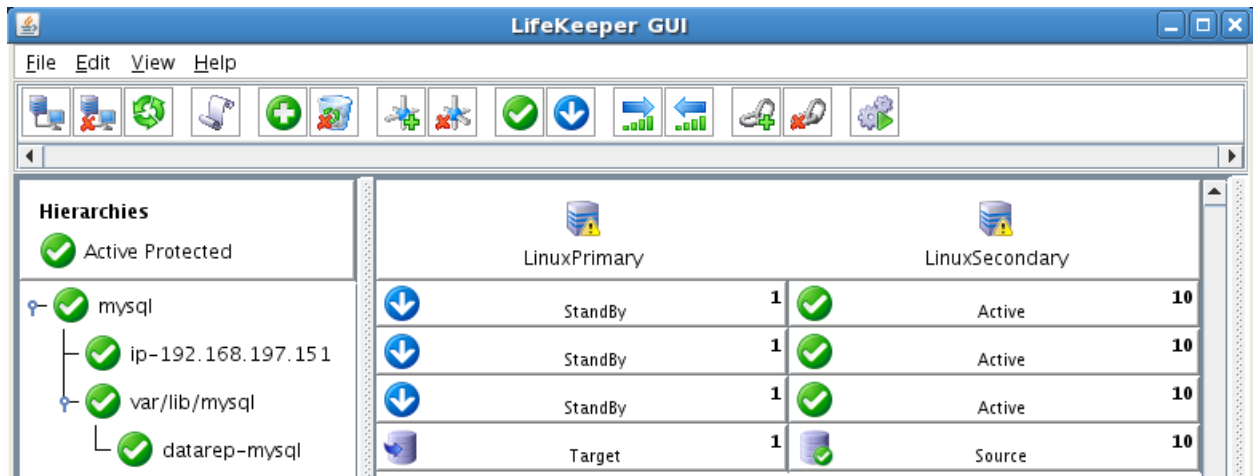 LifeKeeper GUI
File Edit View Help
Hierarchies
Active Protected
LinuxPrimary LinuxSecondary
mysql StandBy 1 Active 10
ip-192.168.197.151 StandBy 1 Active 10
var/lib/mysql StandBy 1 Active 10
datarep-mysql Target 1 Source 10